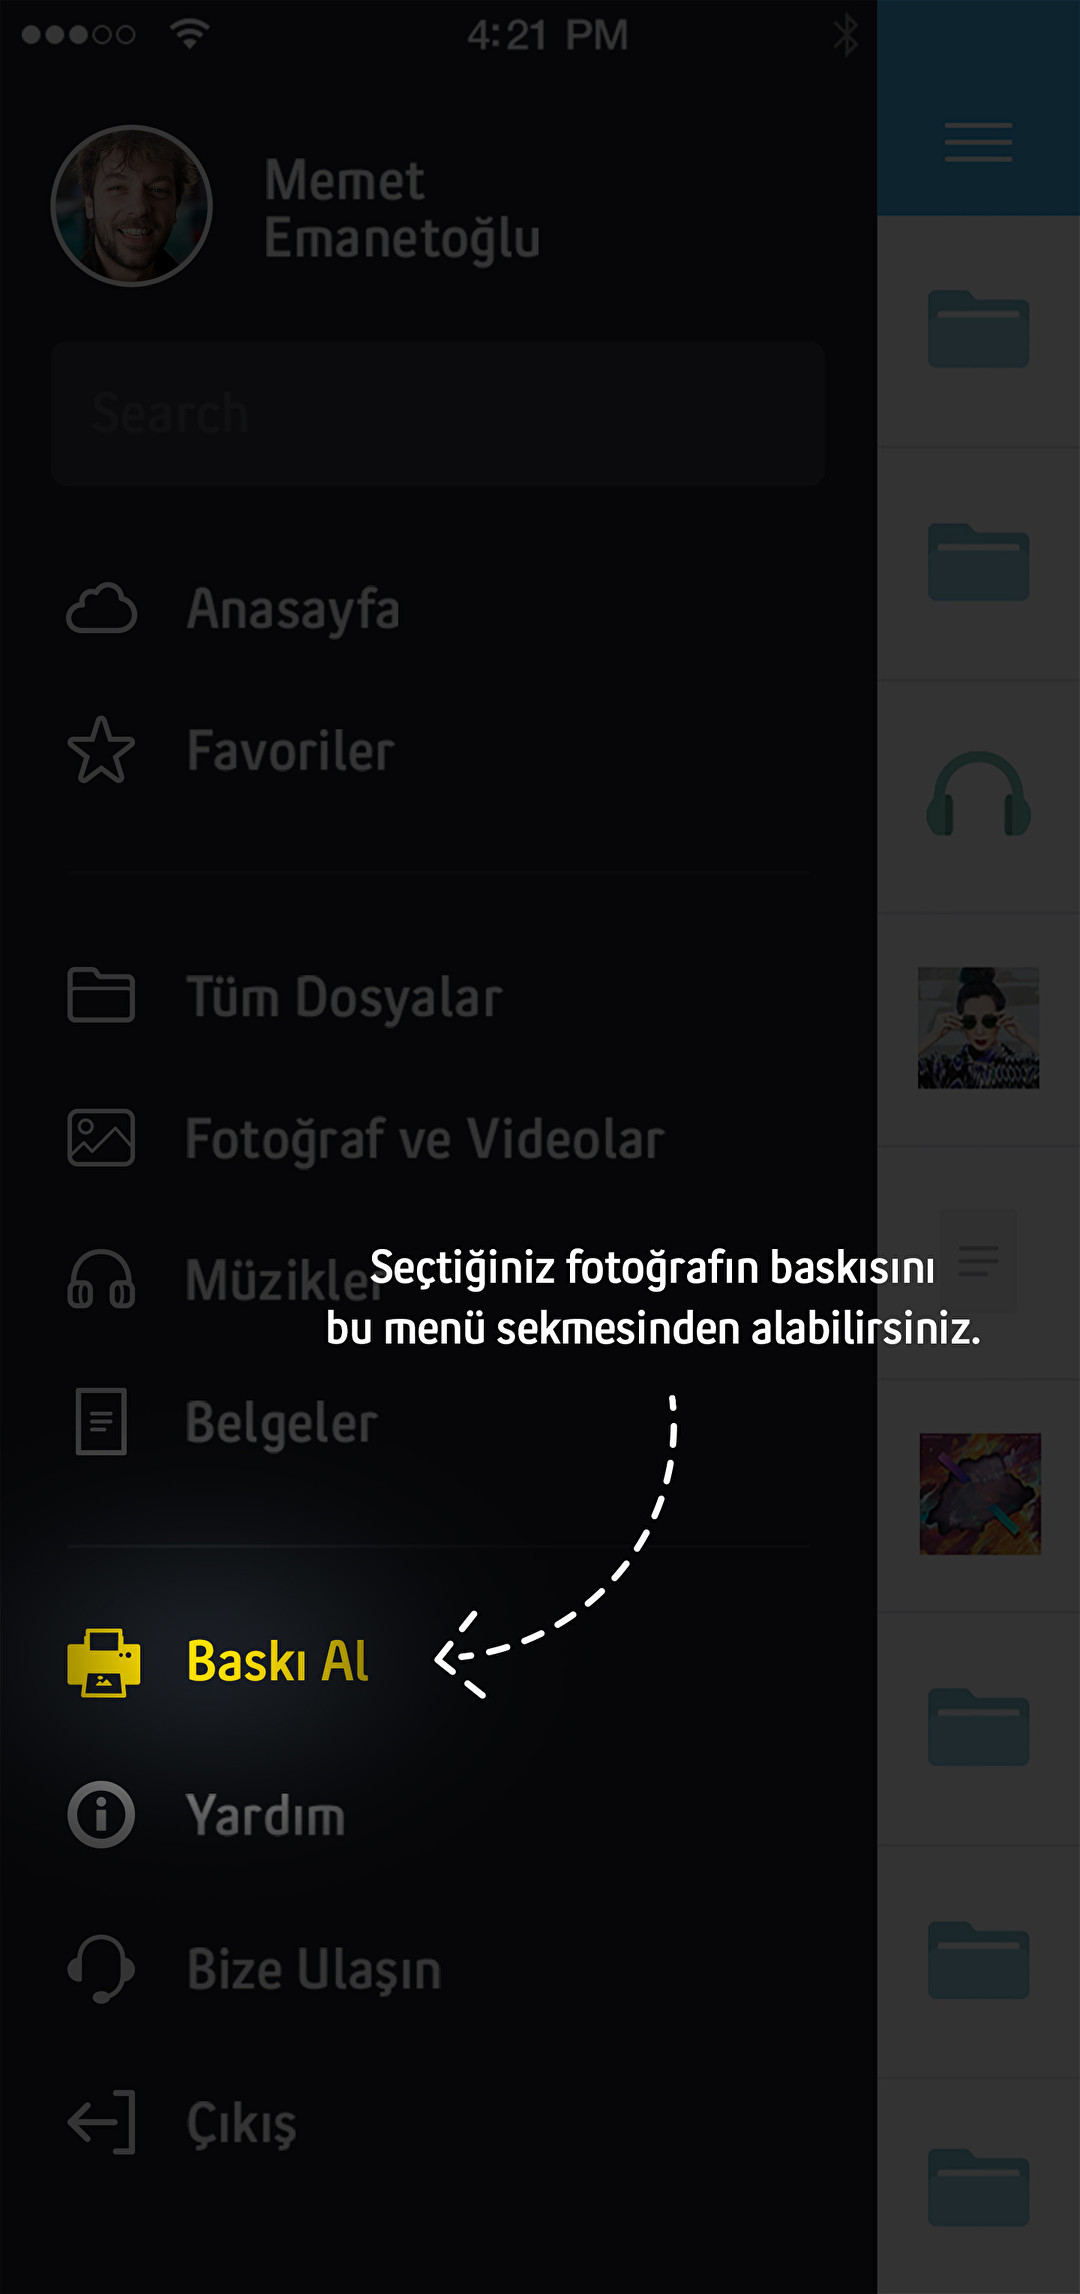 4:21 PM
Memet
Emanetoğlu
Search
Anasayfa
Favoriler
Tüm Dosyalar
Fotoğraf ve Videolar
Müzikler
Seçtiğiniz fotoğrafın baskısını
bu menü sekmesinden alabilirsiniz.
Belgeler
Baskı Al
Yardım
Bize Ulaşın
Çıkış